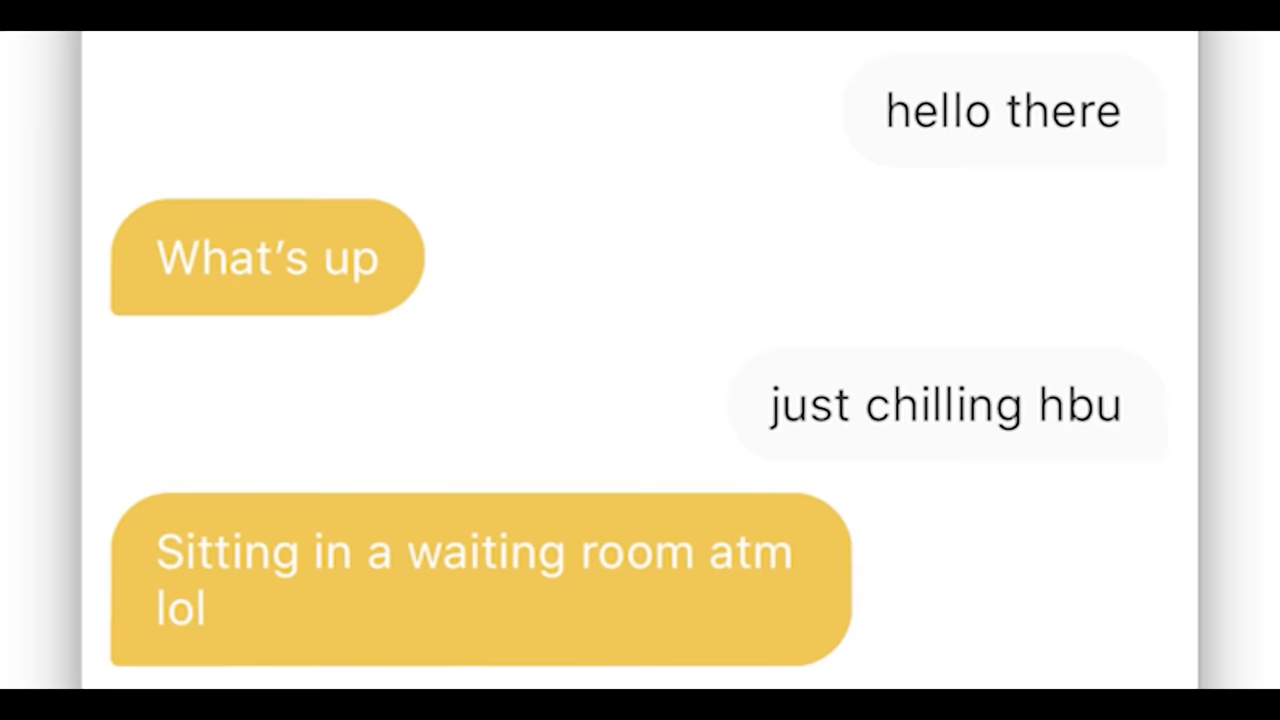 hello there
What’s up
just chilling hbu
Sitting in a waiting room atm
lol